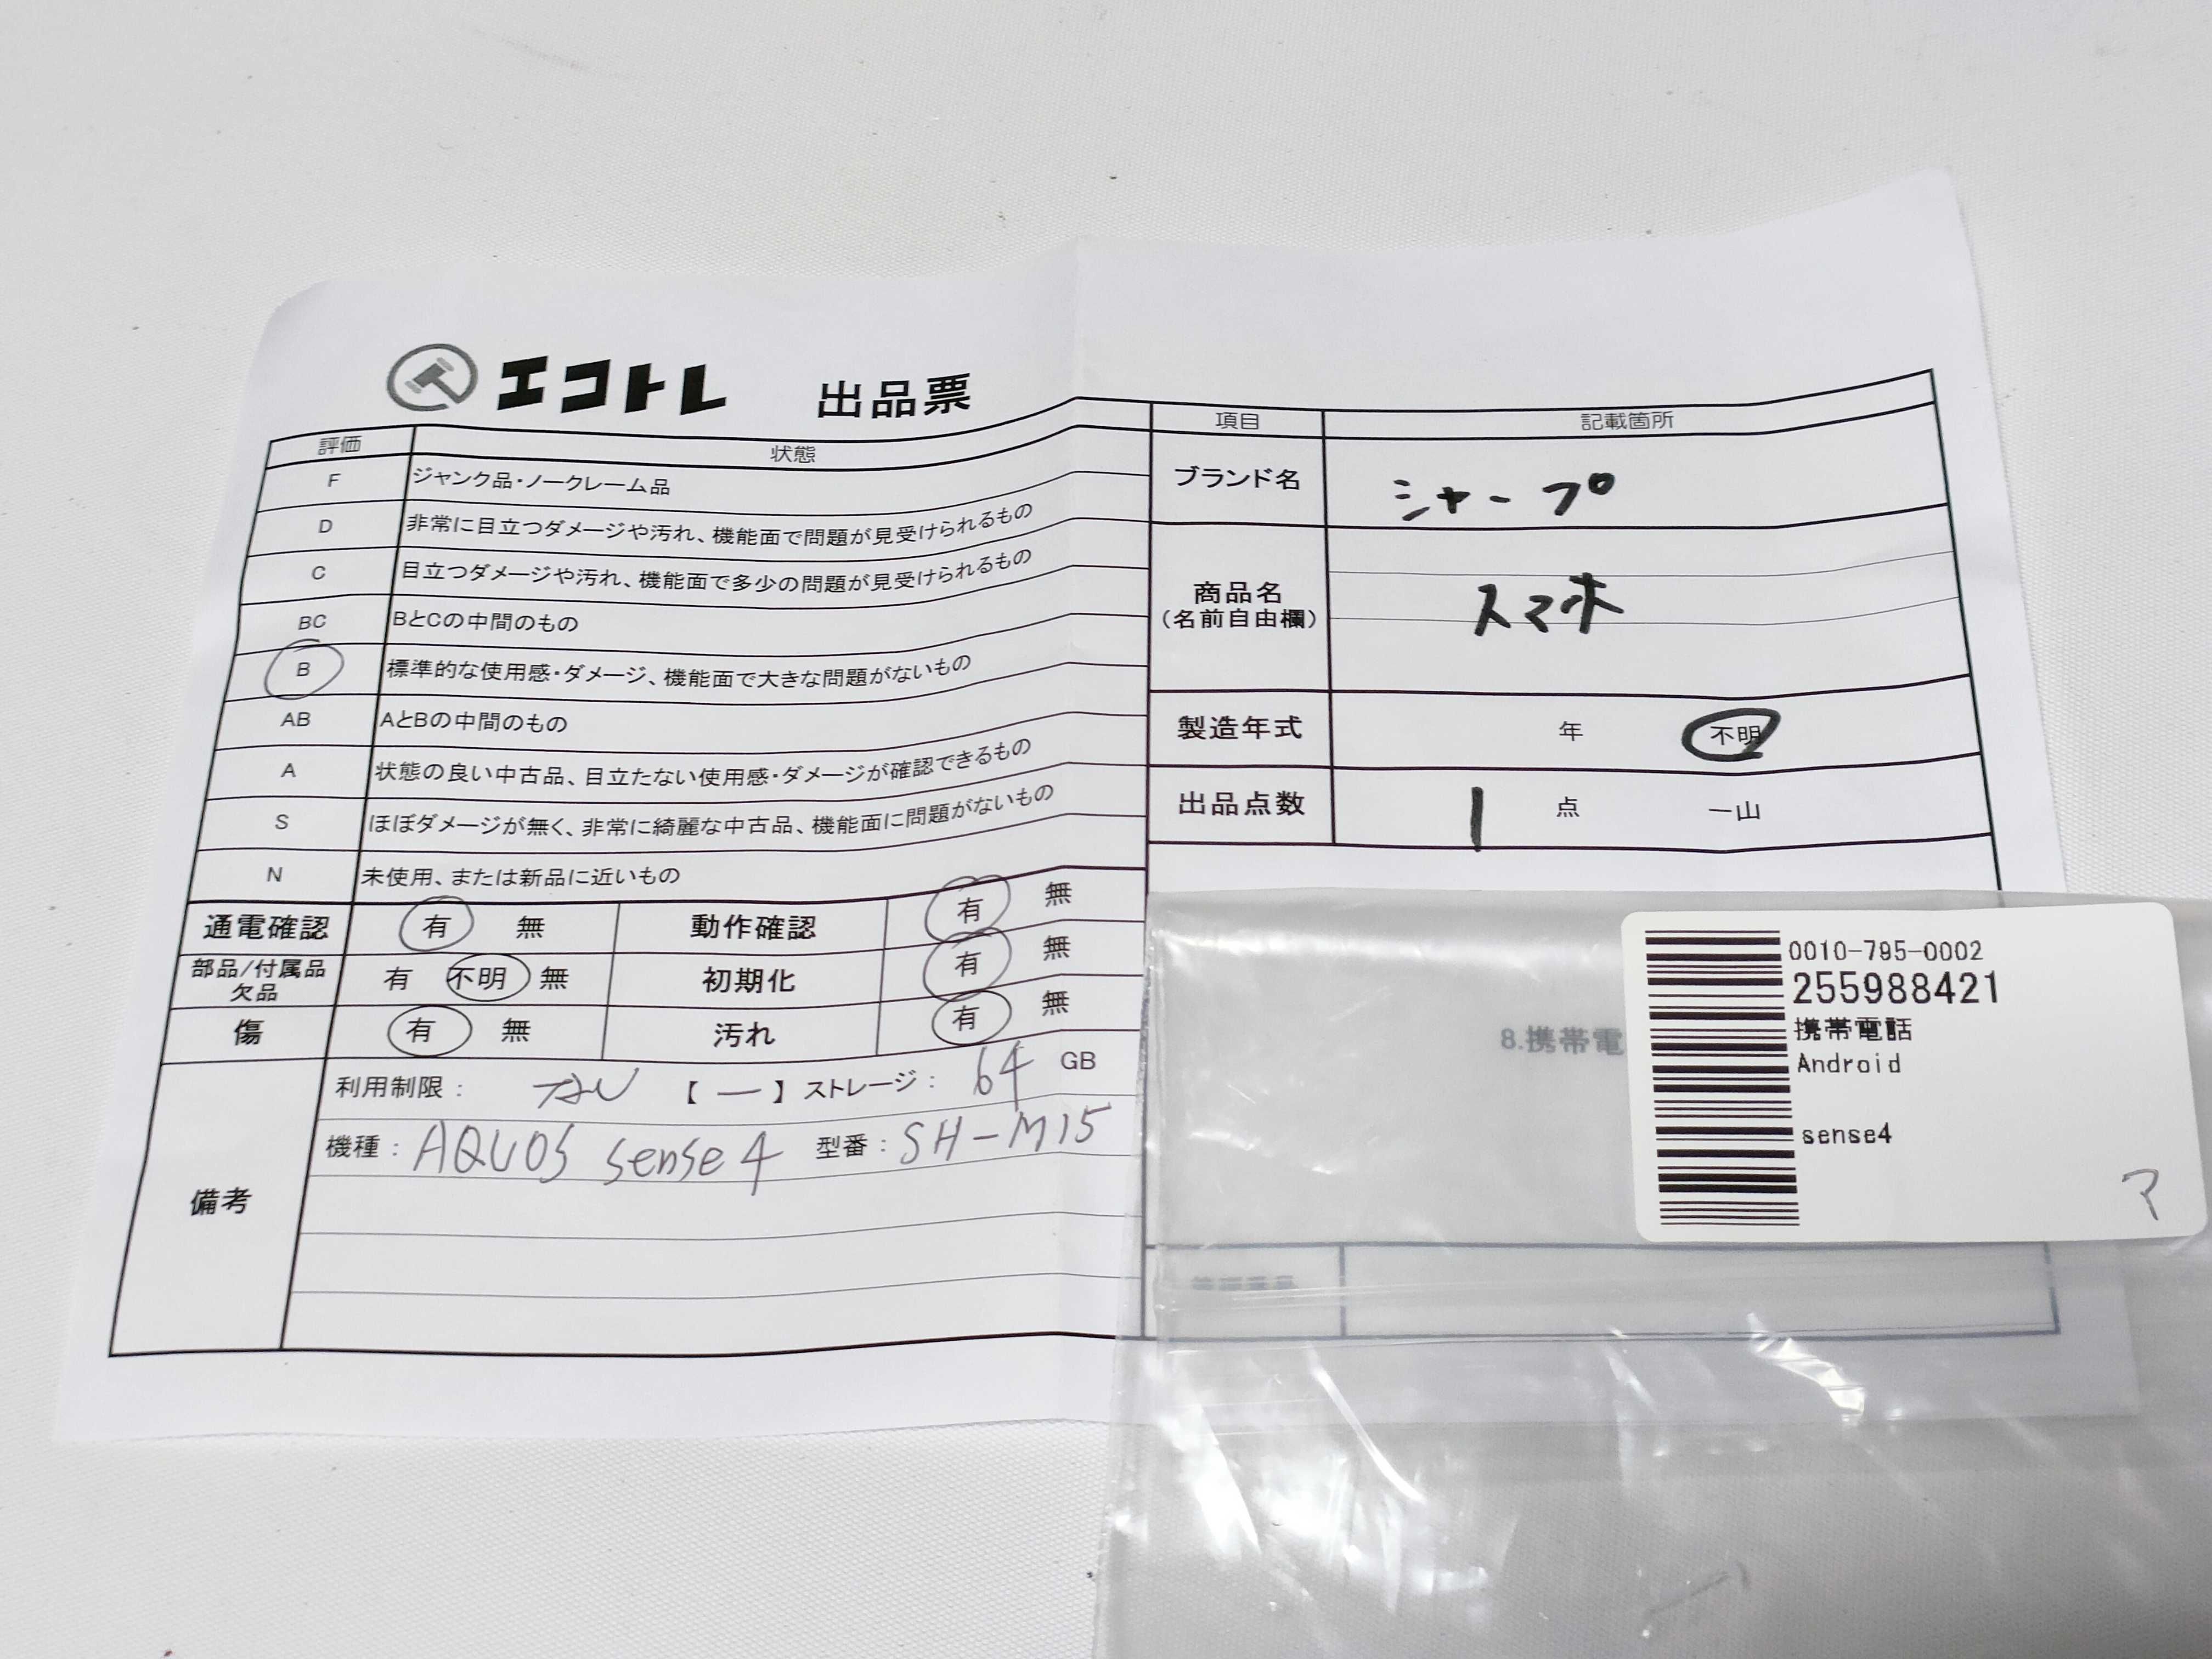 エコトレ 出品票
評価 状態
F ジャンク品・ノークレーム品
D 非常に目立つダメージや汚れ、機能面で問題が見受けられるもの
C 目立つダメージや汚れ、機能面で多少の問題が見受けられるもの
BC BとCの中間のもの
B 標準的な使用感・ダメージ、機能面で大きな問題がないもの
AB AとBの中間のもの
A 状態の良い中古品、目立たない使用感・ダメージが確認できるもの
S ほぼダメージが無く、非常に綺麗な中古品、機能面に問題がないもの
N 未使用、または新品に近いもの
通電確認 有 無 動作確認 有 無
部品/付属品 欠品 有 不明 無 初期化 有 無
傷 有 無 汚れ 有 無
備考
利用制限: なし 【 ー 】 ストレージ: 64 GB
機種: AQUOS sense4 型番: SH-M15
項目 記載箇所
ブランド名 シャープ
商品名 スマホ
(名前自由欄)
製造年式 年 不明
出品点数 1 点 一山
8.携帯電
0010-795-0002
255988421
携帯電話
Android
sense4
ア